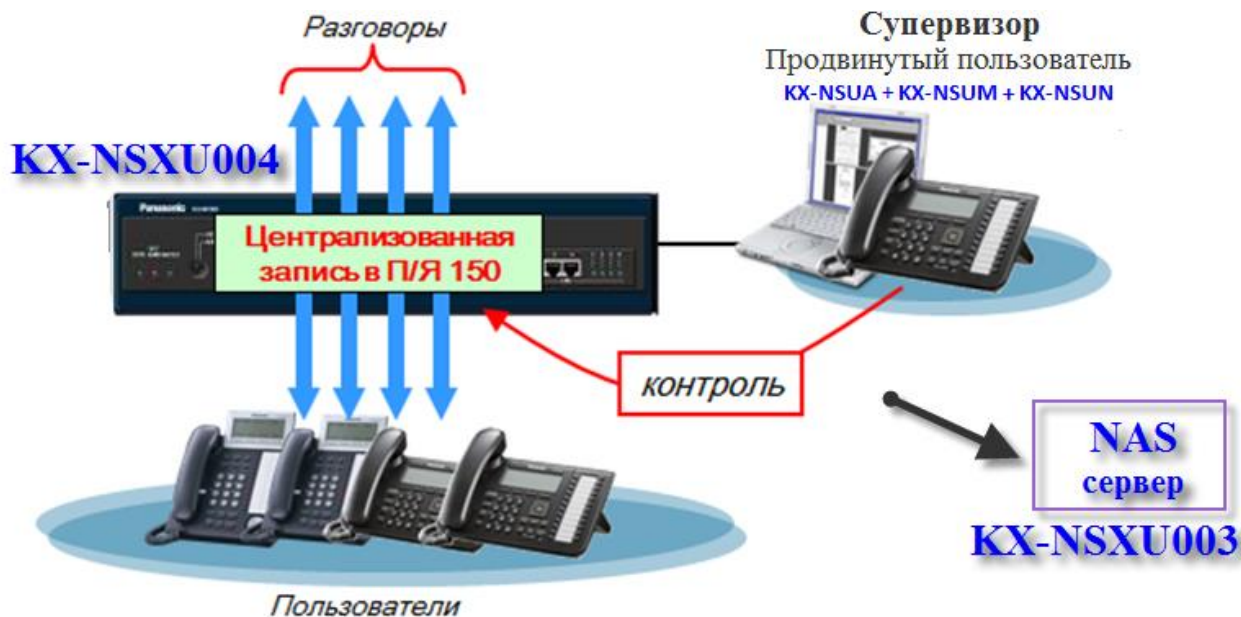 Разговоры
Супервизор
Продвинутый пользователь
KX-NSUA + KX-NSUM + KX-NSUN
KX-NSXU004
Panasonic
Централизованная
запись в П/Я 150
контроль
NAS
сервер
KX-NSXU003
Пользователи